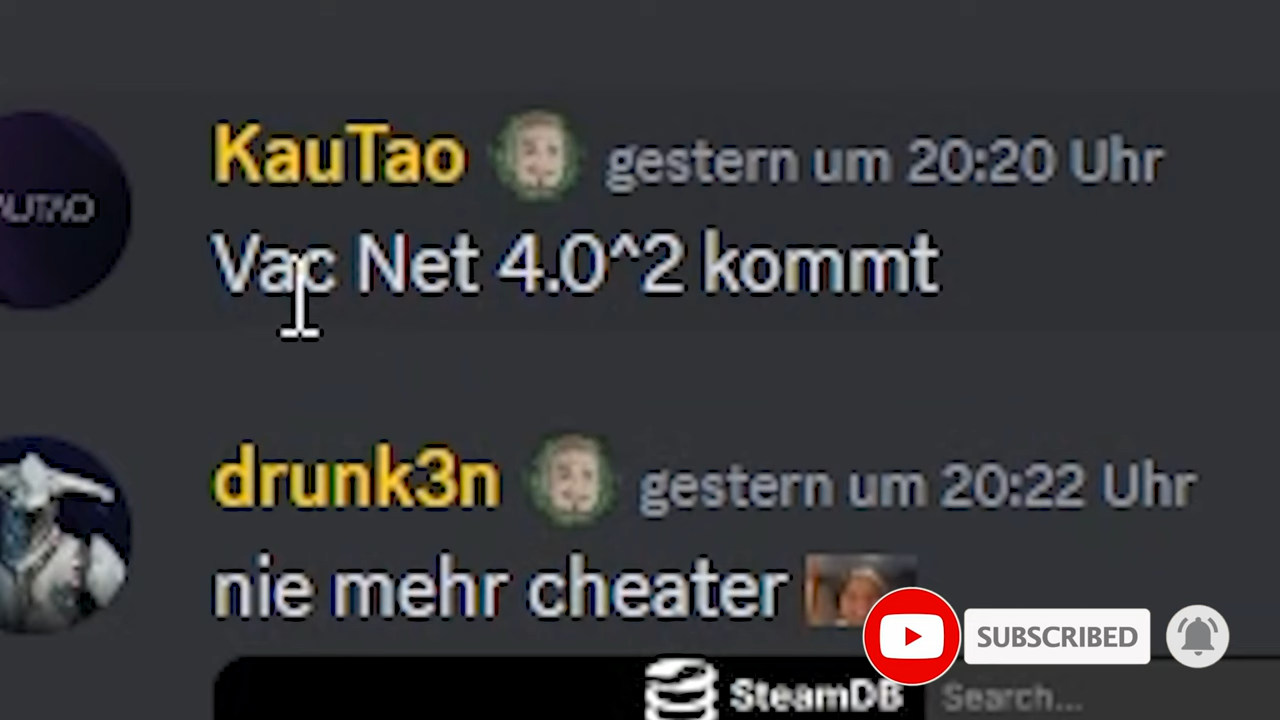 KauTao gestern um 20:20 Uhr
AUTAO
Vac Net 4.0^2 kommt
drunk3n gestern um 20:22 Uhr
nie mehr cheater
SUBSCRIBED
SteamDB Search...